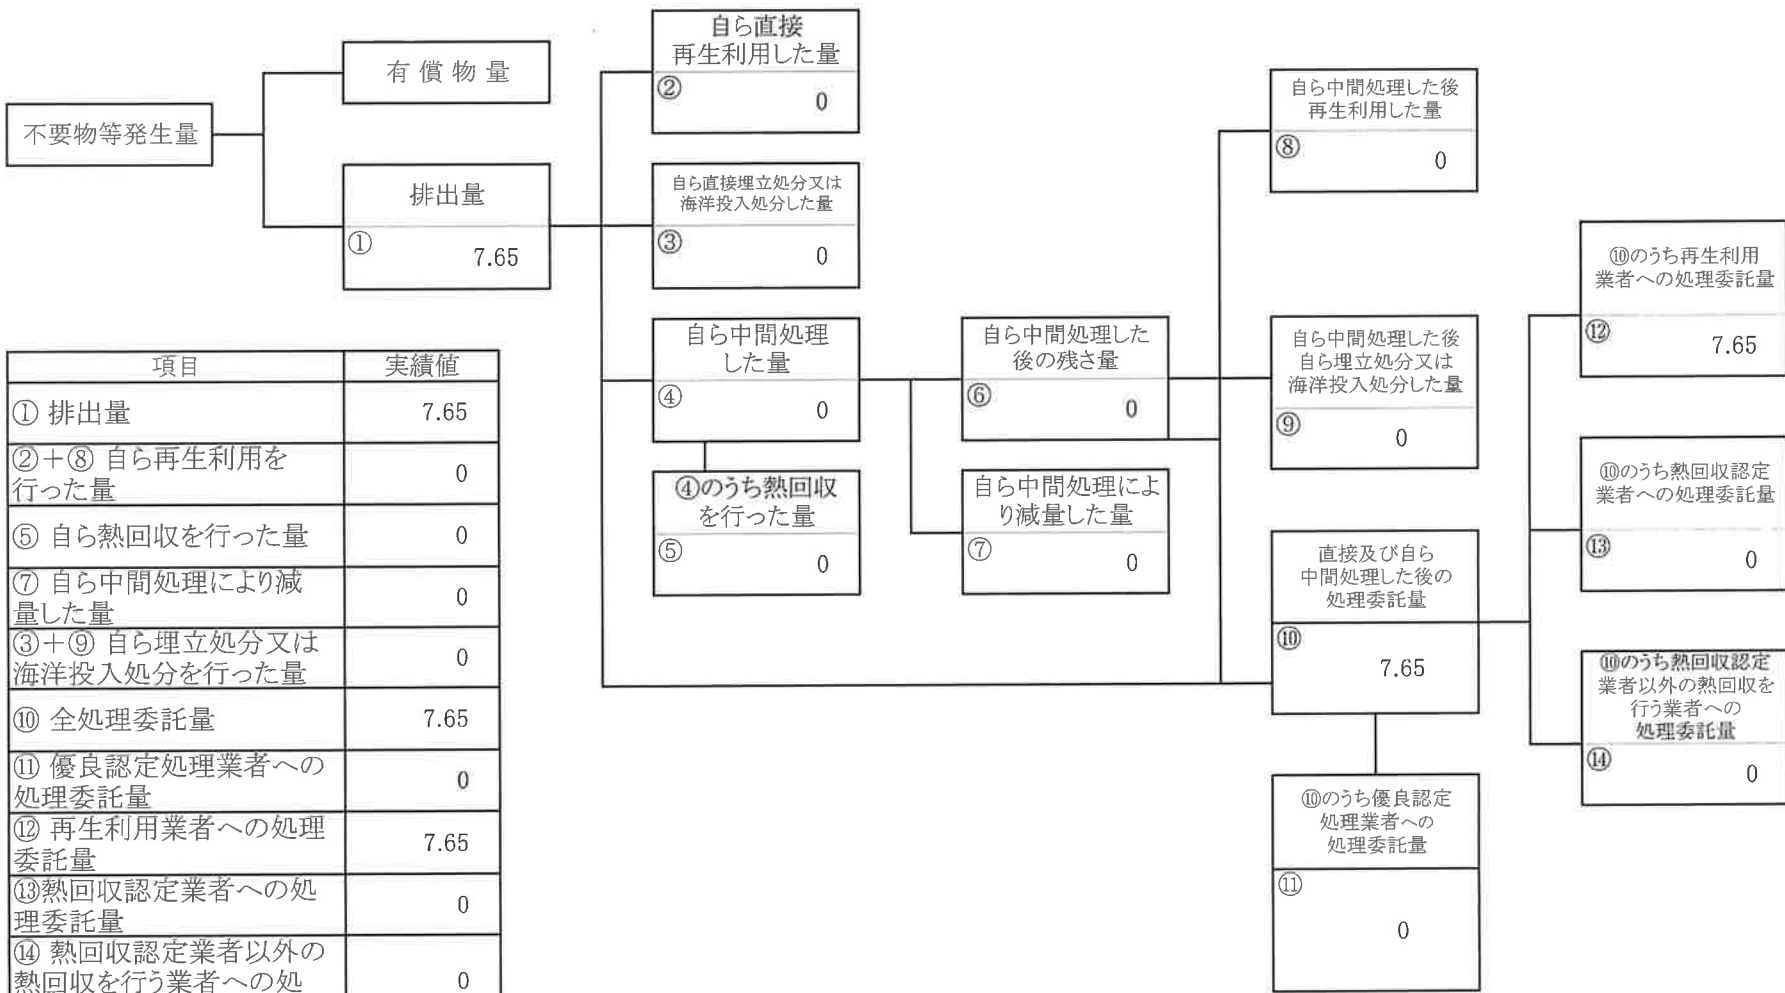 不要物等発生量
有償物量
排出量
①
7.65
自ら直接
再生利用した量
②
0
自ら直接埋立処分又は
海洋投入処分した量
③
0
自ら中間処理
した量
④
0
④のうち熱回収
を行った量
⑤
0
自ら中間処理した
後の残さ量
⑥
0
自ら中間処理によ
り減量した量
⑦
0
自ら中間処理した後
再生利用した量
⑧
0
自ら中間処理した後
自ら埋立処分又は
海洋投入処分した量
⑨
0
直接及び自ら
中間処理した後の
処理委託量
⑩
7.65
⑩のうち優良認定
処理業者への
処理委託量
⑪
0
⑩のうち再生利用
業者への処理委託量
⑫
7.65
⑩のうち熱回収認定
業者への処理委託量
⑬
0
⑩のうち熱回収認定
業者以外の熱回収を
行う業者への
処理委託量
⑭
0
項目 実績値
① 排出量 7.65
②+⑧ 自ら再生利用を
行った量 0
⑤ 自ら熱回収を行った量 0
⑦ 自ら中間処理により減
量した量 0
③+⑨ 自ら埋立処分又は
海洋投入処分を行った量 0
⑩ 全処理委託量 7.65
⑪ 優良認定処理業者への
処理委託量 0
⑫ 再生利用業者への処理
委託量 7.65
⑬熱回収認定業者への処
理委託量 0
⑭ 熱回収認定業者以外の
熱回収を行う業者への処 0